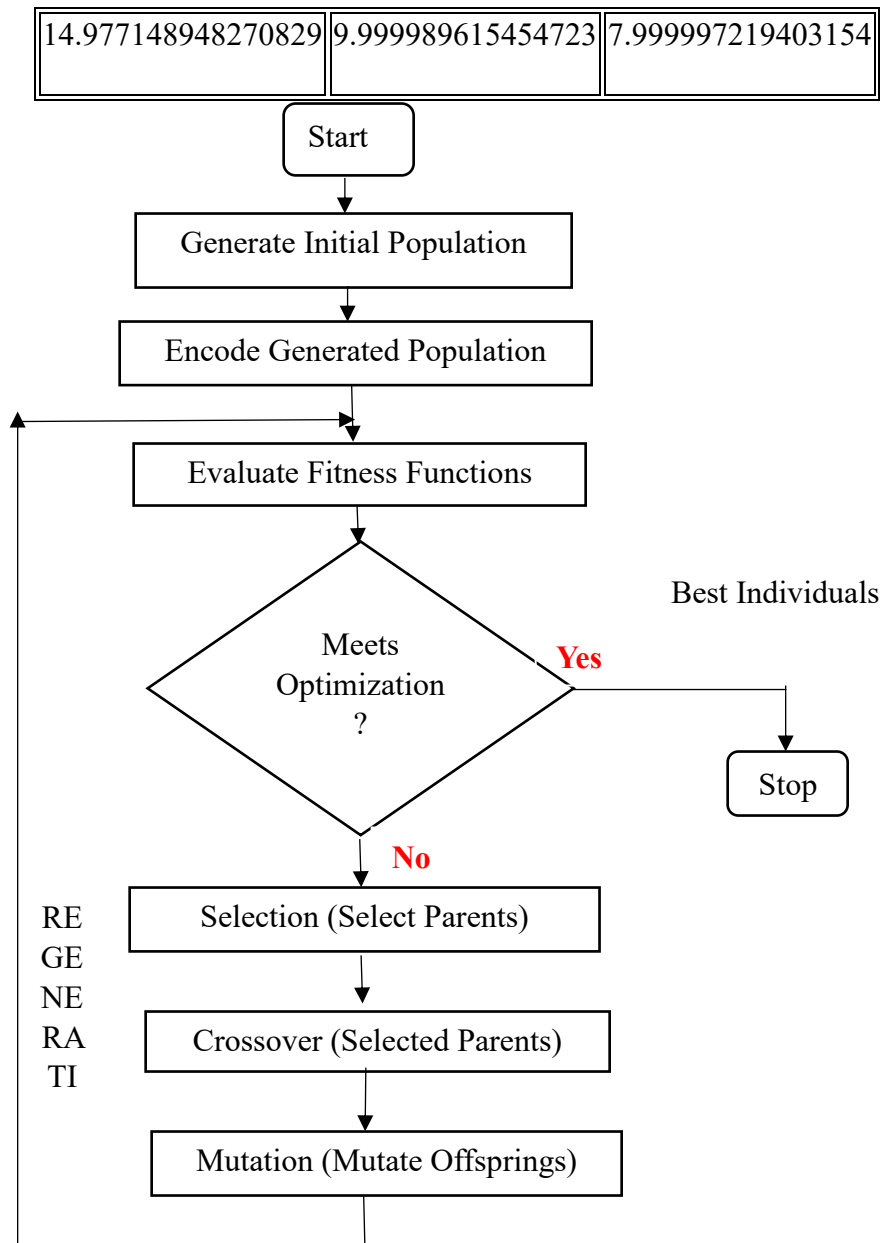 14.977148948270829 9.999989615454723 7.999997219403154
Start
Generate Initial Population
Encode Generated Population
Evaluate Fitness Functions
Best Individuals
Meets
Optimization
?
Yes
Stop
No
Selection (Select Parents)
RE
GE
NE
RA
TI
Crossover (Selected Parents)
Mutation (Mutate Offsprings)